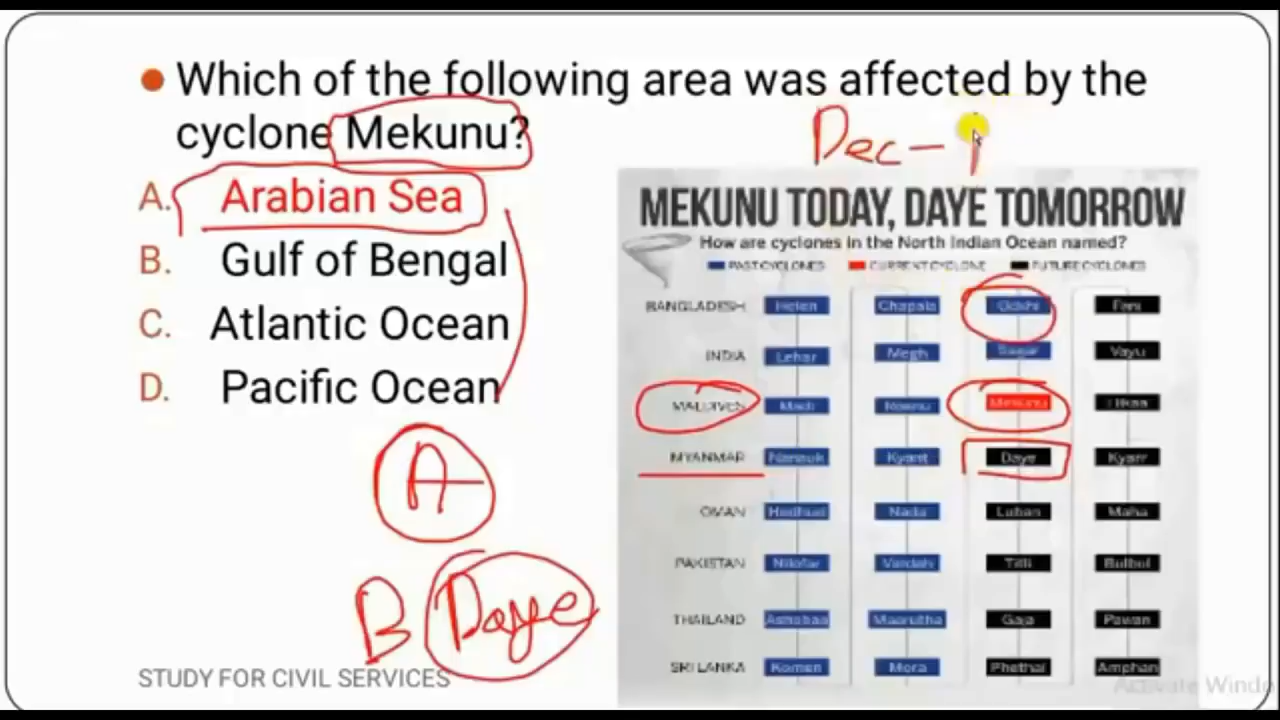 Which of the following area was affected by the
cyclone Mekunu?
A. Arabian Sea
B. Gulf of Bengal
C. Atlantic Ocean
D. Pacific Ocean
Dec -
MEKUNU TODAY, DAYE TOMORROW
How are cyclones in the North Indian Ocean named?
PAST CYCLONES CURRENT CYCLONE FUTURE CYCLONES
BANGLADESH Helen Chapala Ockhi Fani
INDIA Lehar Megh Sagar Vayu
MALDIVES Madi Roanu Mekunu Hikaa
MYANMAR Nanauk Kyant Daye Kyarr
OMAN Hudhud Nada Luban Maha
PAKISTAN Nilofar Vardah Titli Bulbul
THAILAND Ashobaa Maarutha Gaja Pawan
SRI LANKA Komen Mora Phethai Amphan
A
B Daye
STUDY FOR CIVIL SERVICES
Activate Windo